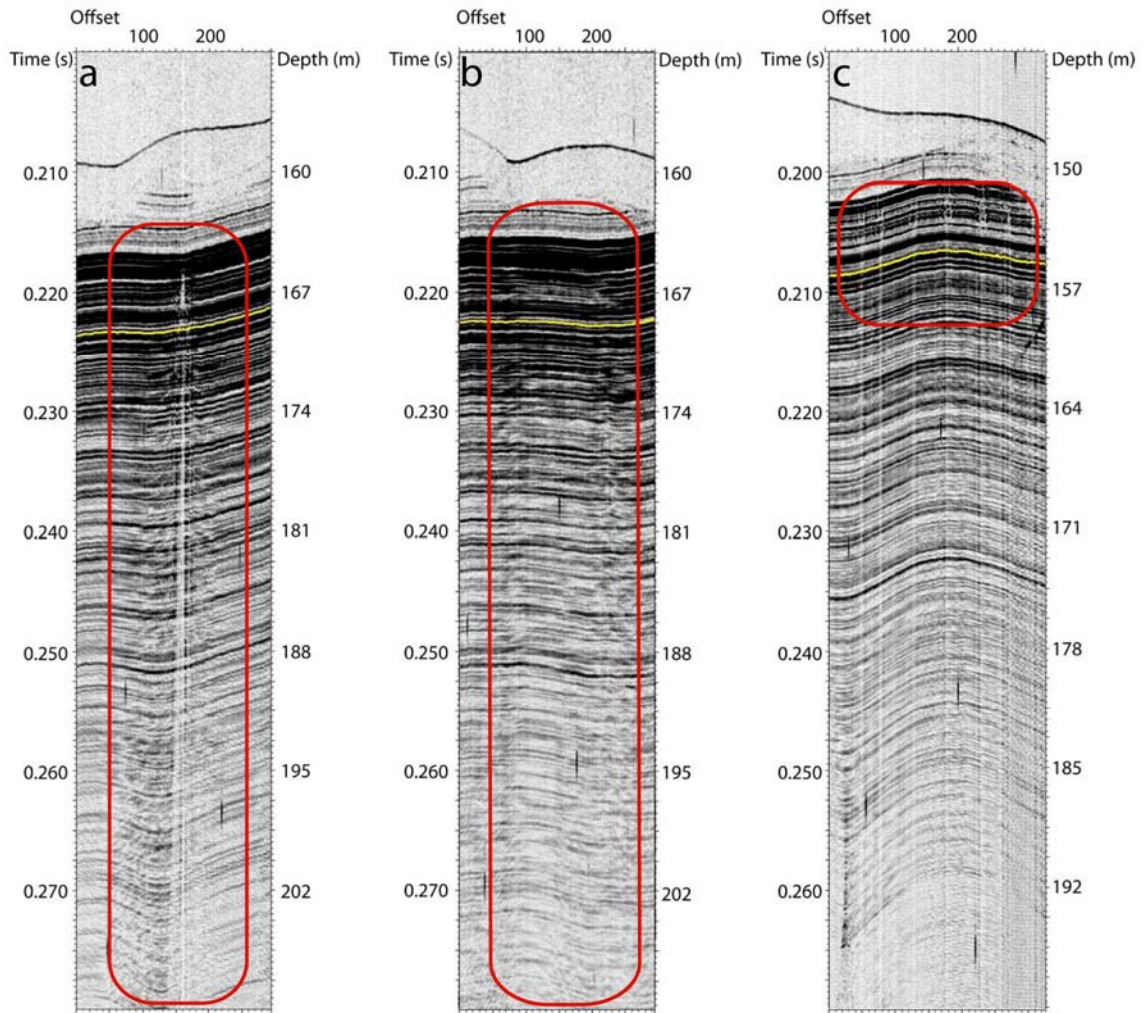 Offset
Time (s) 100 200 Depth (m)
a
0.210 160
0.220 167
0.230 174
0.240 181
0.250 188
0.260 195
0.270 202
Offset
Time (s) 100 200 Depth (m)
b
0.210 160
0.220 167
0.230 174
0.240 181
0.250 188
0.260 195
0.270 202
Offset
Time (s) 100 200 Depth (m)
c
0.200 150
0.210 157
0.220 164
0.230 171
0.240 178
0.250 185
0.260 192